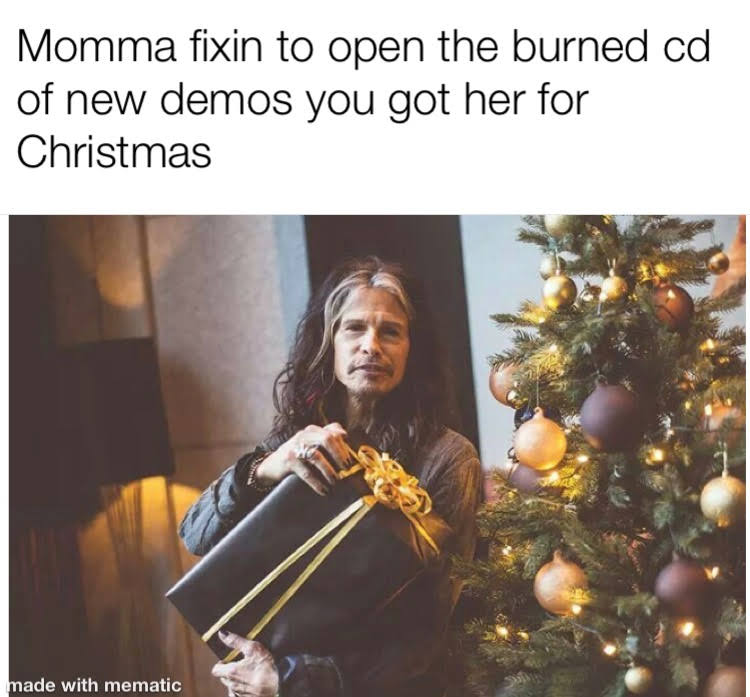 Momma fixin to open the burned cd
of new demos you got her for
Christmas
made with mematic